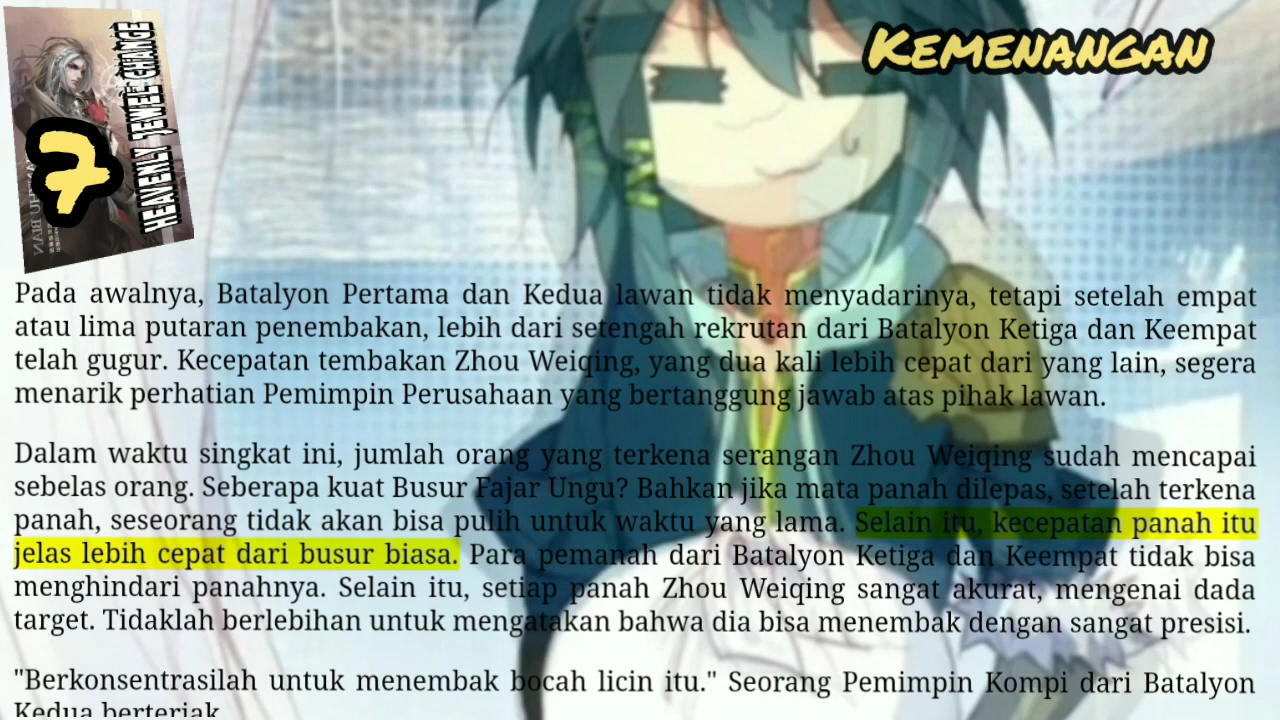 Kemenangan
7
HEAVENLY JEWEL CHANGE
Pada awalnya, Batalyon Pertama dan Kedua lawan tidak menyadarinya, tetapi setelah empat
atau lima putaran penembakan, lebih dari setengah rekrutan dari Batalyon Ketiga dan Keempat
telah gugur. Kecepatan tembakan Zhou Weiqing, yang dua kali lebih cepat dari yang lain, segera
menarik perhatian Pemimpin Perusahaan yang bertanggung jawab atas pihak lawan.
Dalam waktu singkat ini, jumlah orang yang terkena serangan Zhou Weiqing sudah mencapai
sebelas orang. Seberapa kuat Busur Fajar Ungu? Bahkan jika mata panah dilepas, setelah terkena
panah, seseorang tidak akan bisa pulih untuk waktu yang lama. Selain itu, kecepatan panah itu
jelas lebih cepat dari busur biasa. Para pemanah dari Batalyon Ketiga dan Keempat tidak bisa
menghindari panahnya. Selain itu, setiap panah Zhou Weiqing sangat akurat, mengenai dada
target. Tidaklah berlebihan untuk mengatakan bahwa dia bisa menembak dengan sangat presisi.
"Berkonsentrasilah untuk menembak bocah licin itu." Seorang Pemimpin Kompi dari Batalyon
Kedua berteriak